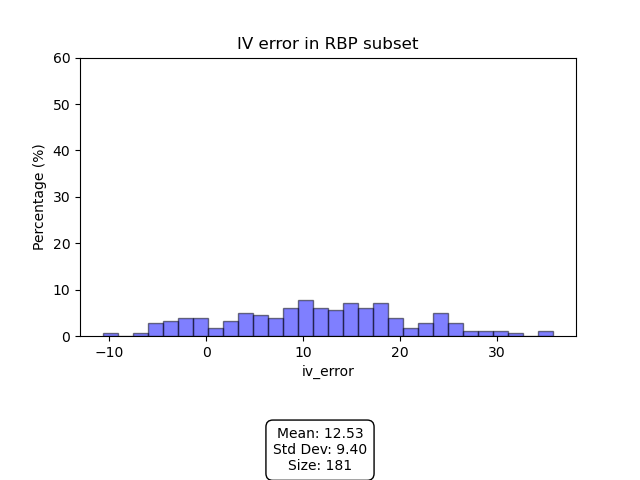 IV error in RBP subset
60
50
40
30
20
10
0
Percentage (%)
−10 0 10 20 30
iv_error
Mean: 12.53
Std Dev: 9.40
Size: 181